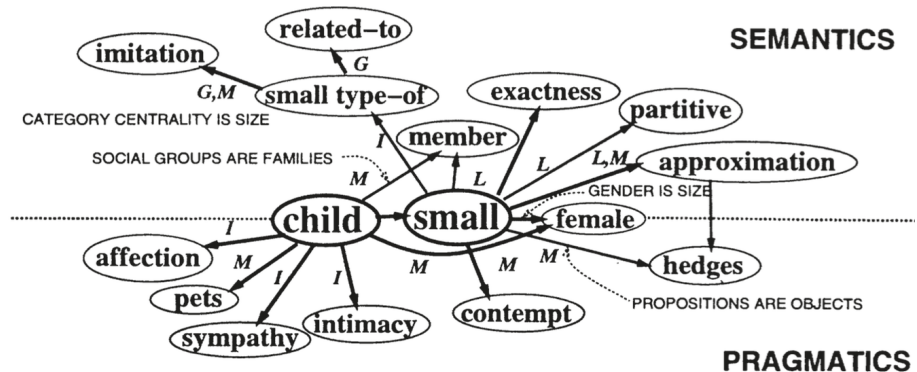 related-to
SEMANTICS
imitation
G
G,M
small type-of
exactness
partitive
CATEGORY CENTRALITY IS SIZE
member
I
SOCIAL GROUPS ARE FAMILIES
L
L,M
approximation
M
L
GENDER IS SIZE
child
small
female
I
affection
M
I
I
M
M
M
hedges
pets
PROPOSITIONS ARE OBJECTS
sympathy
intimacy
contempt
PRAGMATICS